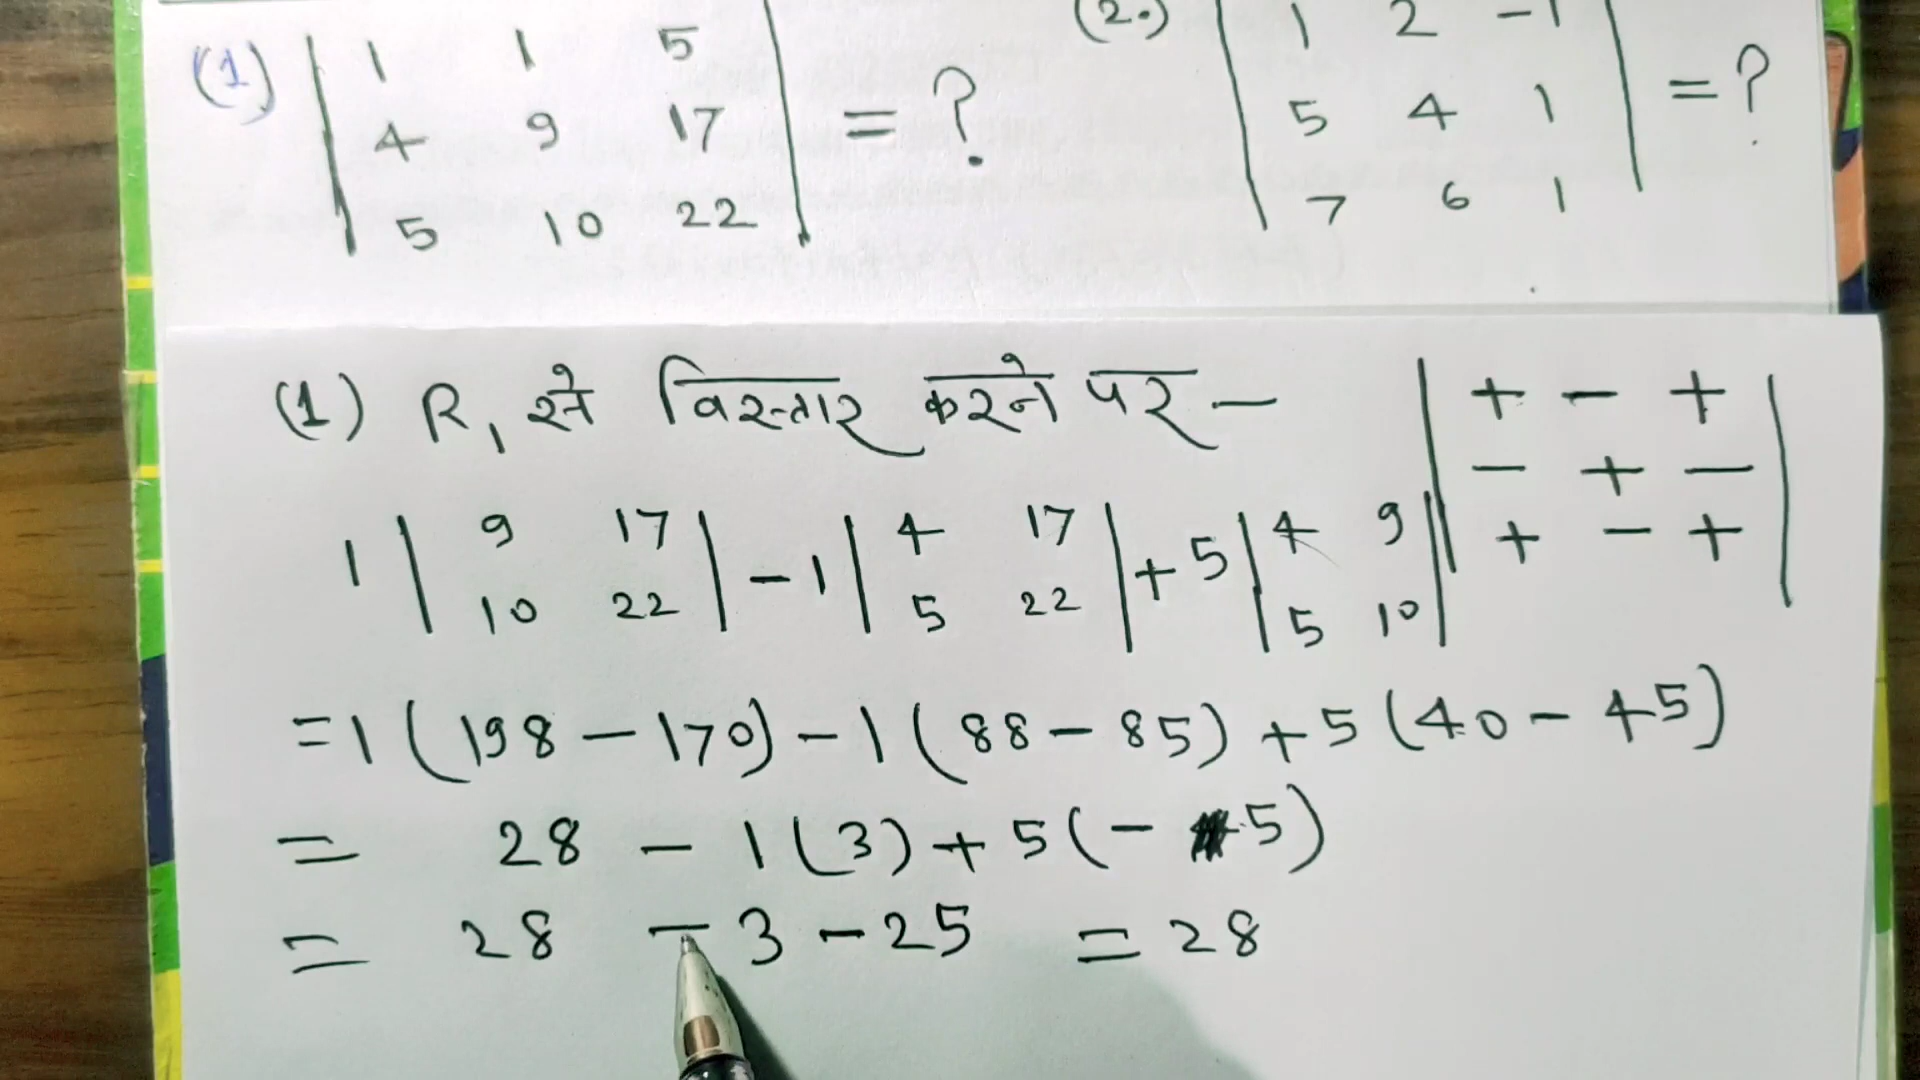 (1) | 1 1 5 | = ?
| 4 9 17 |
| 5 10 22 |
(2.) | 1 2 -1 | = ?
| 5 4 1 |
| 7 6 1 |
(1) R₁ से विस्तार करने पर —
| + - + |
| - + - |
| + - + |
1 | 9 17 | - 1 | 4 17 | + 5 | 4 9 |
| 10 22 | | 5 22 | | 5 10 |
= 1 (198 - 170) - 1 (88 - 85) + 5 (40 - 45)
= 28 - 1 (3) + 5 (- 5)
= 28 - 3 - 25 = 28